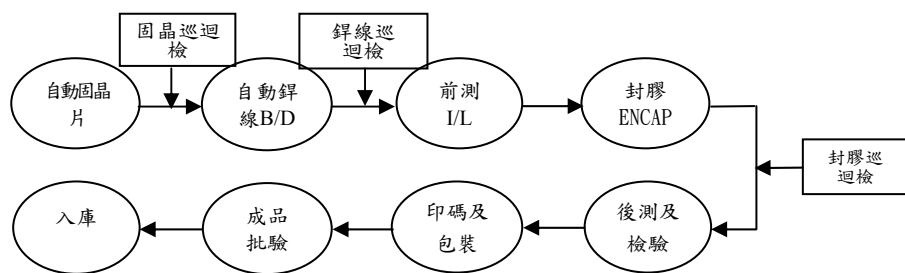 固晶巡迴
檢
銲線巡
迴檢
自動固晶
片
自動銲
線B/D
前測
I/L
封膠
ENCAP
封膠巡
迴檢
入庫
成品
批驗
印碼及
包裝
後測及
檢驗